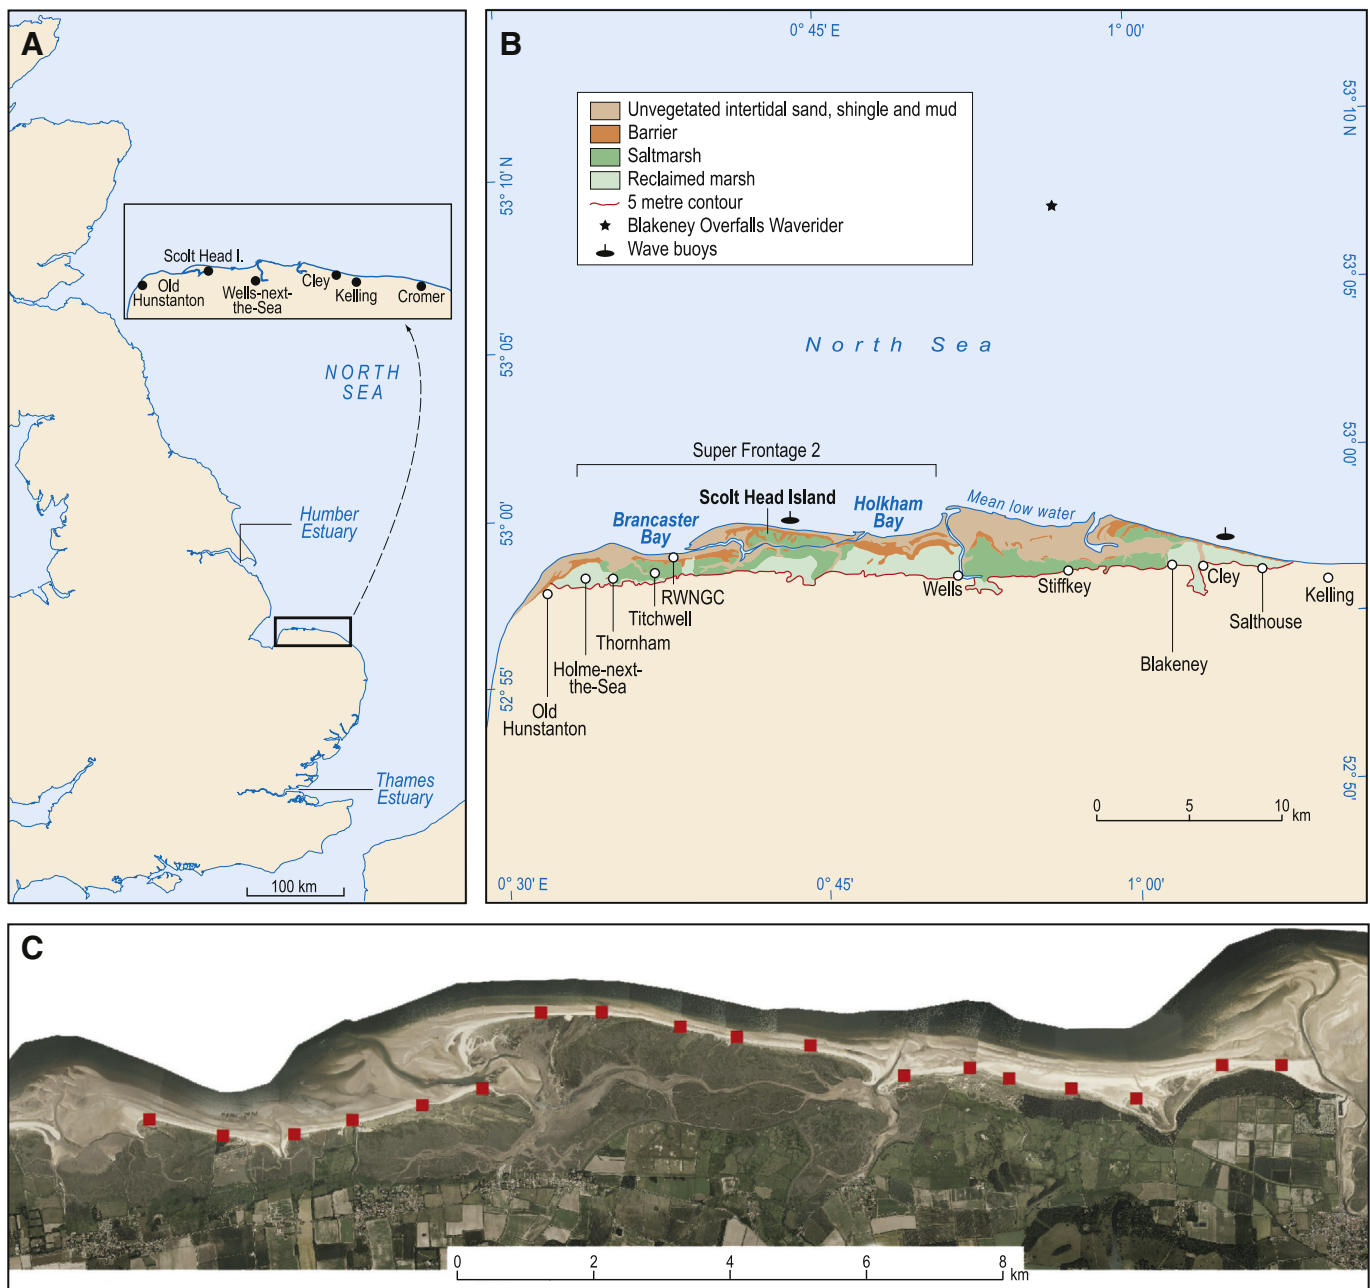 A
Scolt Head I.
Old
Hunstanton
Wells-next-
the-Sea
Cley
Kelling
Cromer
NORTH
SEA
Humber
Estuary
Thames
Estuary
100 km
B
0° 45' E
1° 00'
53° 10' N
53° 05'
53° 00'
52° 55'
53° 10 N
53° 05'
53° 00'
52° 50'
Unvegetated intertidal sand, shingle and mud
Barrier
Saltmarsh
Reclaimed marsh
5 metre contour
Blakeney Overfalls Waverider
Wave buoys
North Sea
Super Frontage 2
Scolt Head Island
Holkham
Bay
Mean low water
Brancaster
Bay
RWNGC
Titchwell
Thornham
Holme-next-
the-Sea
Old
Hunstanton
Wells
Stiffkey
Cley
Kelling
Salthouse
Blakeney
0 5 10
km
0° 30' E
0° 45'
1° 00'
C
0 2 4 6 8
km